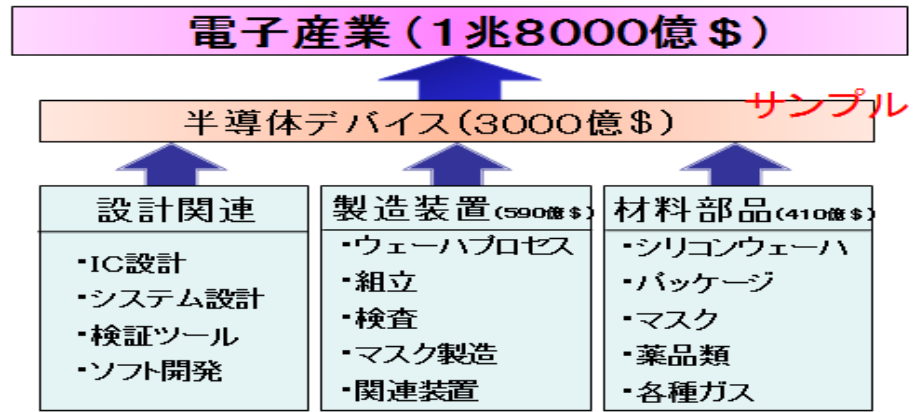 電子産業(1兆8000億$)
サンプル
半導体デバイス(3000億$)
設計関連
・IC設計
・システム設計
・検証ツール
・ソフト開発
製造装置(590億$)
・ウェーハプロセス
・組立
・検査
・マスク製造
・関連装置
材料部品(410億$)
・シリコンウェーハ
・パッケージ
・マスク
・薬品類
・各種ガス